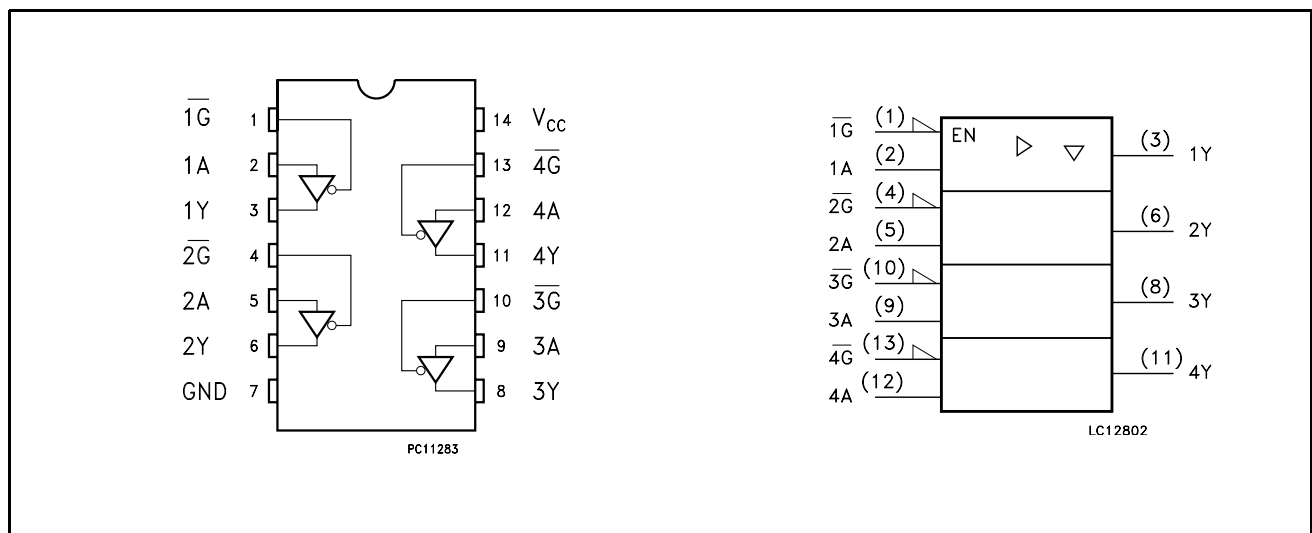 1G̅ 1 14 VCC
1A 2 13 4G̅
1Y 3 12 4A
2G̅ 4 11 4Y
2A 5 10 3G̅
2Y 6 9 3A
GND 7 8 3Y
PC11283
1G̅ (1) EN (3) 1Y
1A (2)
2G̅ (4) (6) 2Y
2A (5)
3G̅ (10) (8) 3Y
3A (9)
4G̅ (13) (11) 4Y
4A (12)
LC12802